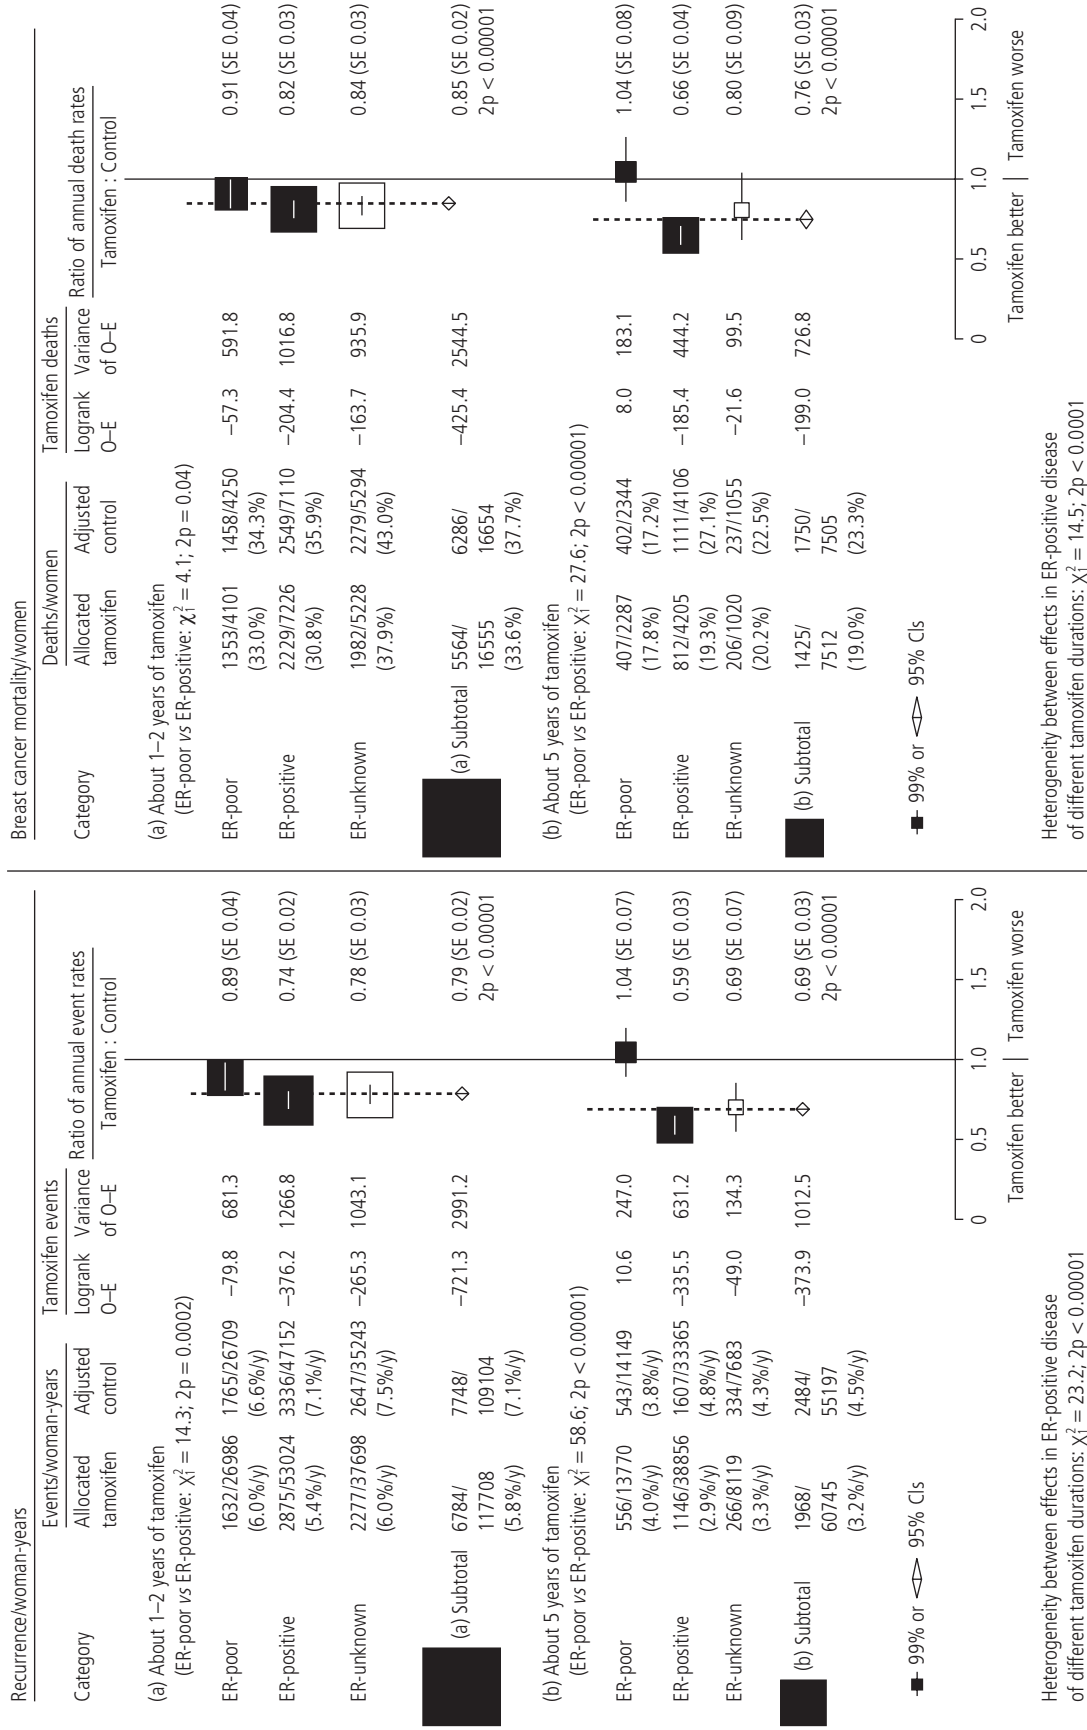 Recurrence/woman-years
Events/woman-years Tamoxifen events
Category Allocated tamoxifen Adjusted control Logrank O–E Variance of O–E Ratio of annual event rates Tamoxifen : Control
(a) About 1–2 years of tamoxifen
(ER-poor vs ER-positive: χ²₁ = 14.3; 2p = 0.0002)
ER-poor 1632/26986 1765/26709 –79.8 681.3 0.89 (SE 0.04)
(6.0%/y) (6.6%/y)
ER-positive 2875/53024 3336/47152 –376.2 1266.8 0.74 (SE 0.02)
(5.4%/y) (7.1%/y)
ER-unknown 2277/37698 2647/35243 –265.3 1043.1 0.78 (SE 0.03)
(6.0%/y) (7.5%/y)
(a) Subtotal 6784/ 7748/ –721.3 2991.2 0.79 (SE 0.02)
117708 109104 2p < 0.00001
(5.8%/y) (7.1%/y)
(b) About 5 years of tamoxifen
(ER-poor vs ER-positive: χ²₁ = 58.6; 2p < 0.00001)
ER-poor 556/13770 543/14149 10.6 247.0 1.04 (SE 0.07)
(4.0%/y) (3.8%/y)
ER-positive 1146/38856 1607/33365 –335.5 631.2 0.59 (SE 0.03)
(2.9%/y) (4.8%/y)
ER-unknown 266/8119 334/7683 –49.0 134.3 0.69 (SE 0.07)
(3.3%/y) (4.3%/y)
(b) Subtotal 1968/ 2484/ –373.9 1012.5 0.69 (SE 0.03)
60745 55197 2p < 0.00001
(3.2%/y) (4.5%/y)
99% or 95% CIs
0 0.5 1.0 1.5 2.0
Tamoxifen better Tamoxifen worse
Heterogeneity between effects in ER-positive disease
of different tamoxifen durations: χ²₁ = 23.2; 2p < 0.00001
Breast cancer mortality/women
Deaths/women Tamoxifen deaths
Category Allocated tamoxifen Adjusted control Logrank O–E Variance of O–E Ratio of annual death rates Tamoxifen : Control
(a) About 1–2 years of tamoxifen
(ER-poor vs ER-positive: χ²₁ = 4.1; 2p = 0.04)
ER-poor 1353/4101 1458/4250 –57.3 591.8 0.91 (SE 0.04)
(33.0%) (34.3%)
ER-positive 2229/7226 2549/7110 –204.4 1016.8 0.82 (SE 0.03)
(30.8%) (35.9%)
ER-unknown 1982/5228 2279/5294 –163.7 935.9 0.84 (SE 0.03)
(37.9%) (43.0%)
(a) Subtotal 5564/ 6286/ –425.4 2544.5 0.85 (SE 0.02)
16555 16654 2p < 0.00001
(33.6%) (37.7%)
(b) About 5 years of tamoxifen
(ER-poor vs ER-positive: χ²₁ = 27.6; 2p < 0.00001)
ER-poor 407/2287 402/2344 8.0 183.1 1.04 (SE 0.08)
(17.8%) (17.2%)
ER-positive 812/4205 1111/4106 –185.4 444.2 0.66 (SE 0.04)
(19.3%) (27.1%)
ER-unknown 206/1020 237/1055 –21.6 99.5 0.80 (SE 0.09)
(20.2%) (22.5%)
(b) Subtotal 1425/ 1750/ –199.0 726.8 0.76 (SE 0.03)
7512 7505 2p < 0.00001
(19.0%) (23.3%)
99% or 95% CIs
0 0.5 1.0 1.5 2.0
Tamoxifen better Tamoxifen worse
Heterogeneity between effects in ER-positive disease
of different tamoxifen durations: χ²₁ = 14.5; 2p < 0.0001